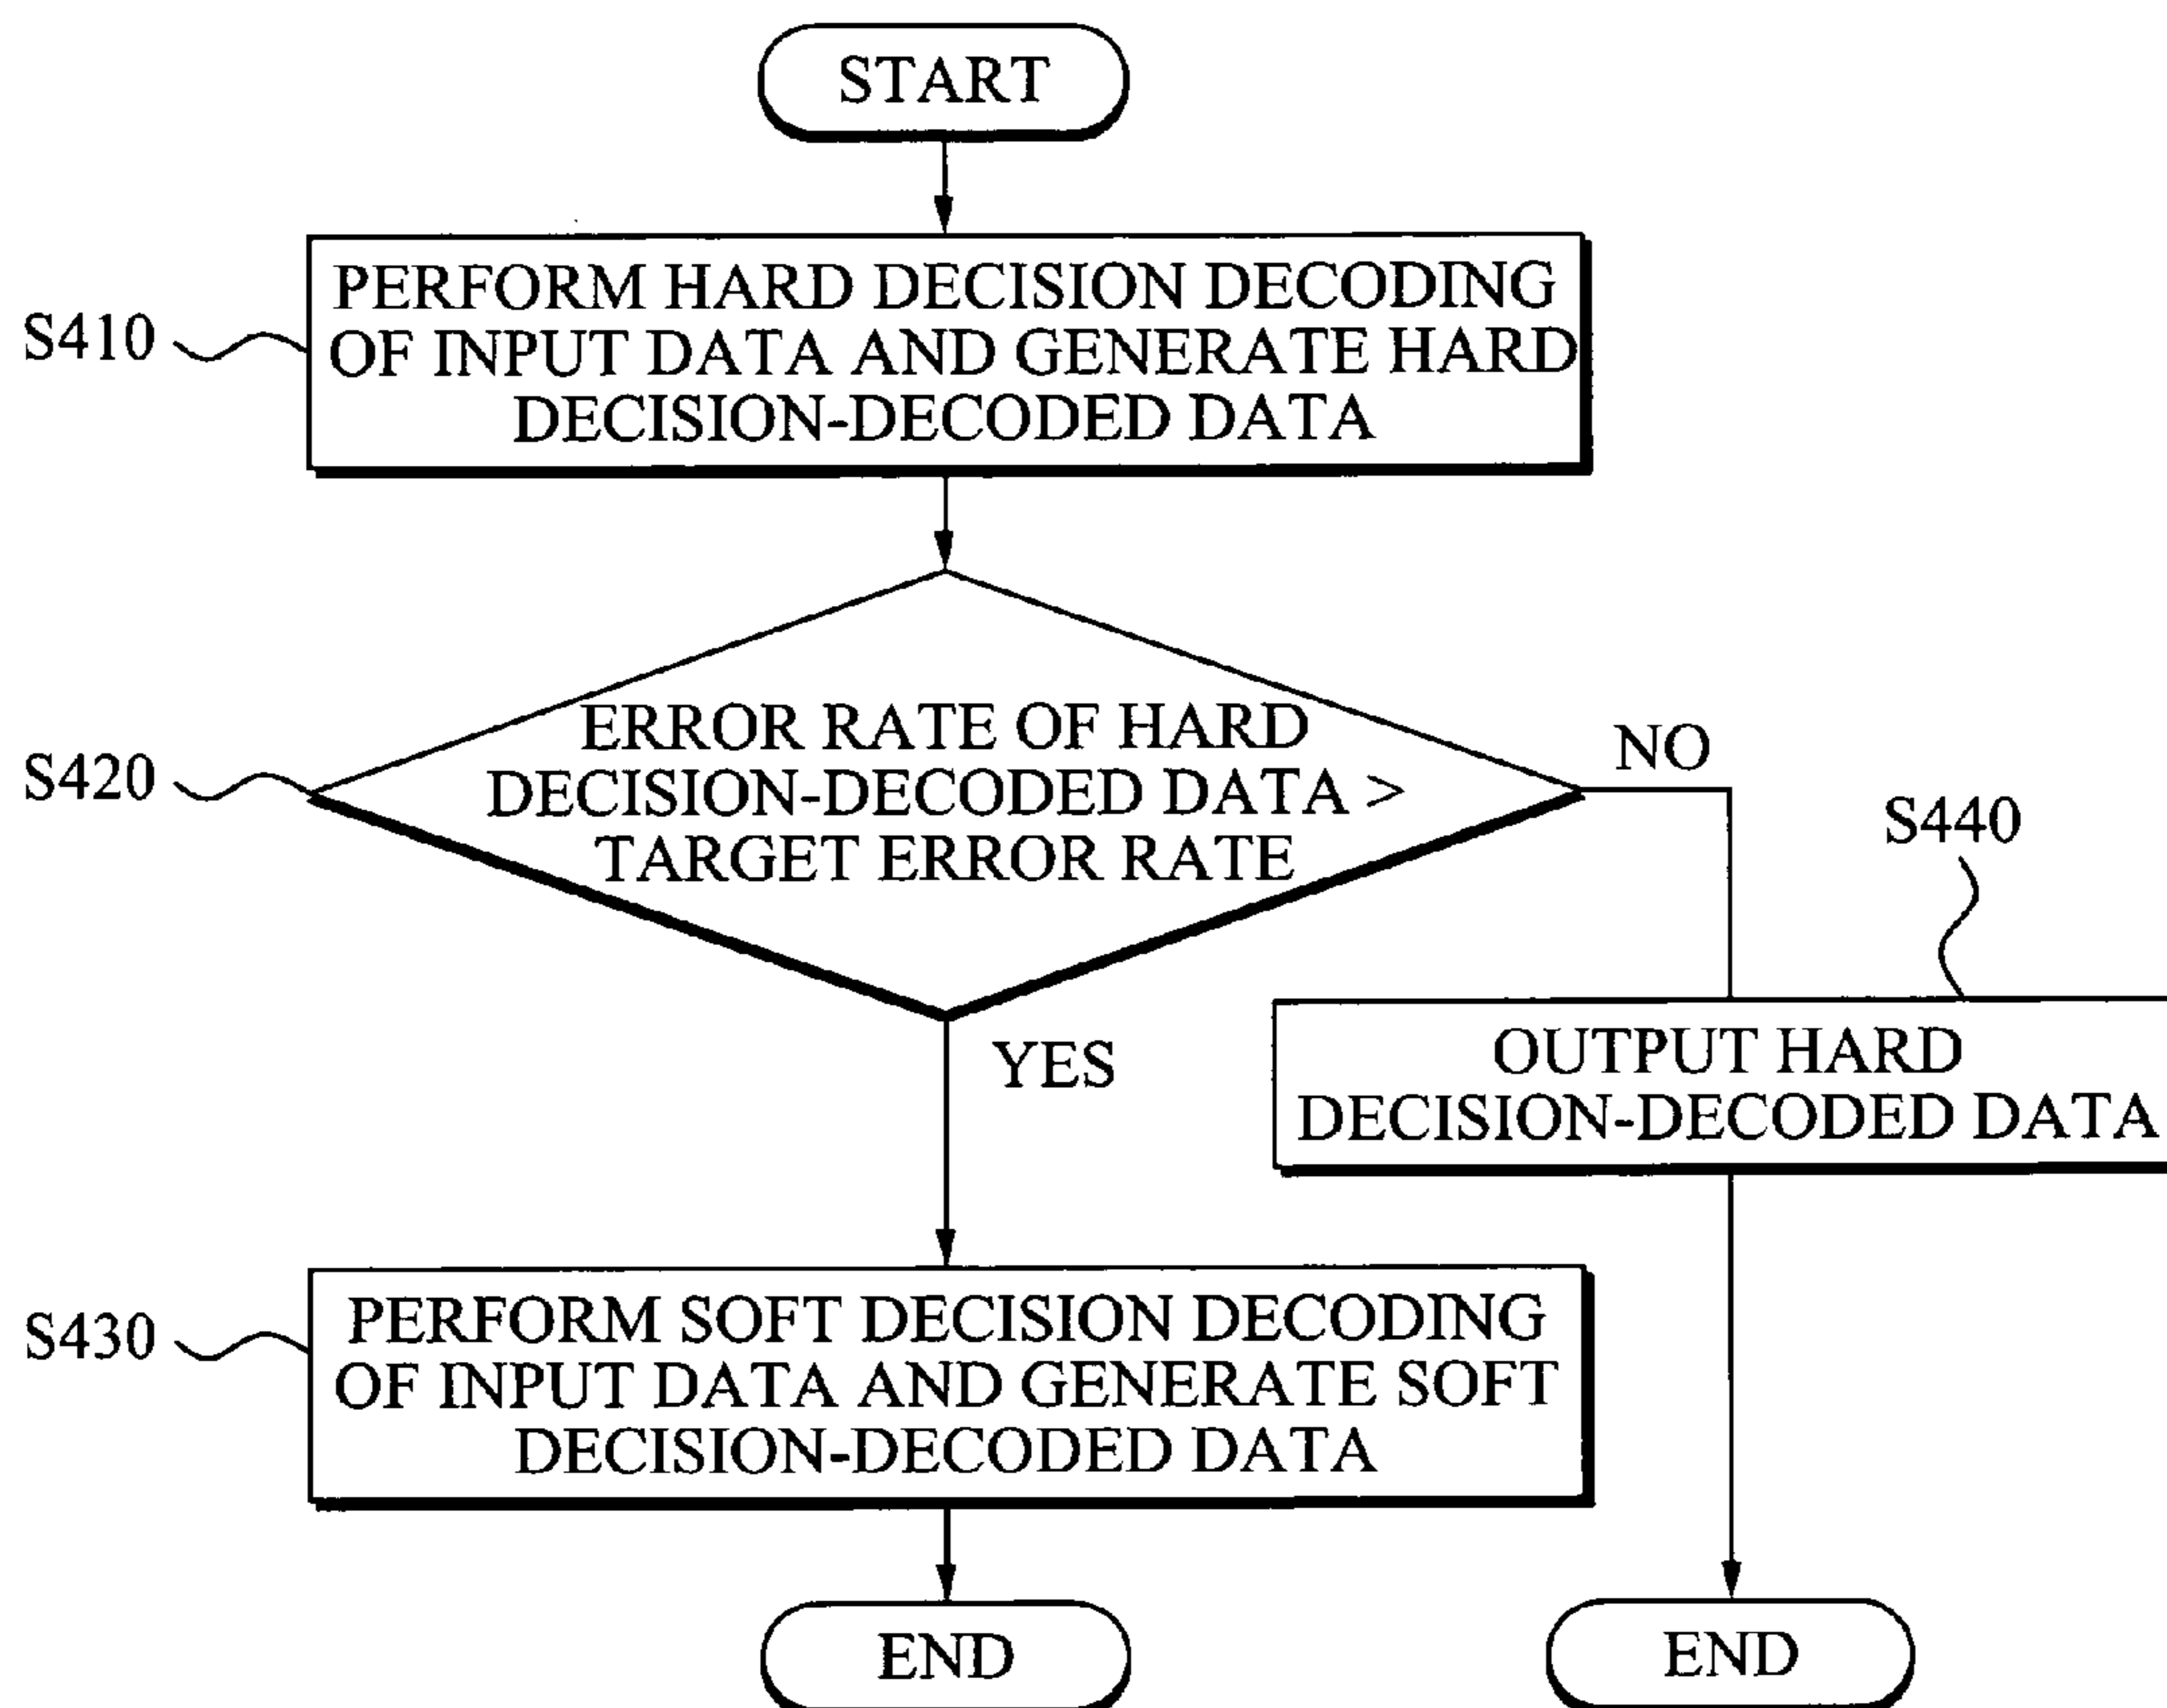 START
S410
PERFORM HARD DECISION DECODING
OF INPUT DATA AND GENERATE HARD
DECISION-DECODED DATA
S420
ERROR RATE OF HARD
DECISION-DECODED DATA >
TARGET ERROR RATE
NO
S440
YES
OUTPUT HARD
DECISION-DECODED DATA
S430
PERFORM SOFT DECISION DECODING
OF INPUT DATA AND GENERATE SOFT
DECISION-DECODED DATA
END
END